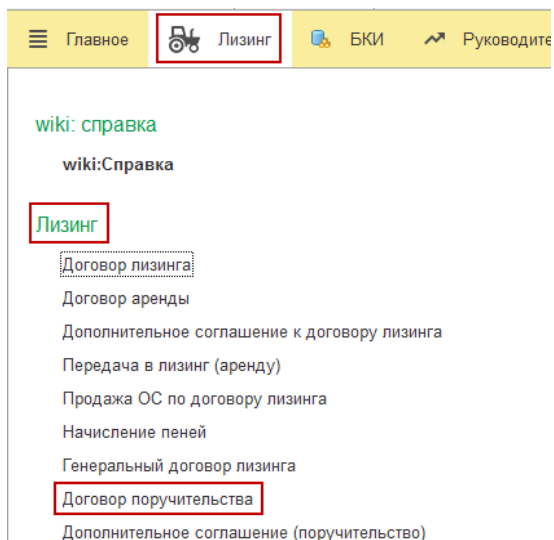 Главное Лизинг БКИ Руководите
wiki: справка
wiki:Справка
Лизинг
Договор лизинга
Договор аренды
Дополнительное соглашение к договору лизинга
Передача в лизинг (аренду)
Продажа ОС по договору лизинга
Начисление пеней
Генеральный договор лизинга
Договор поручительства
Дополнительное соглашение (поручительство)